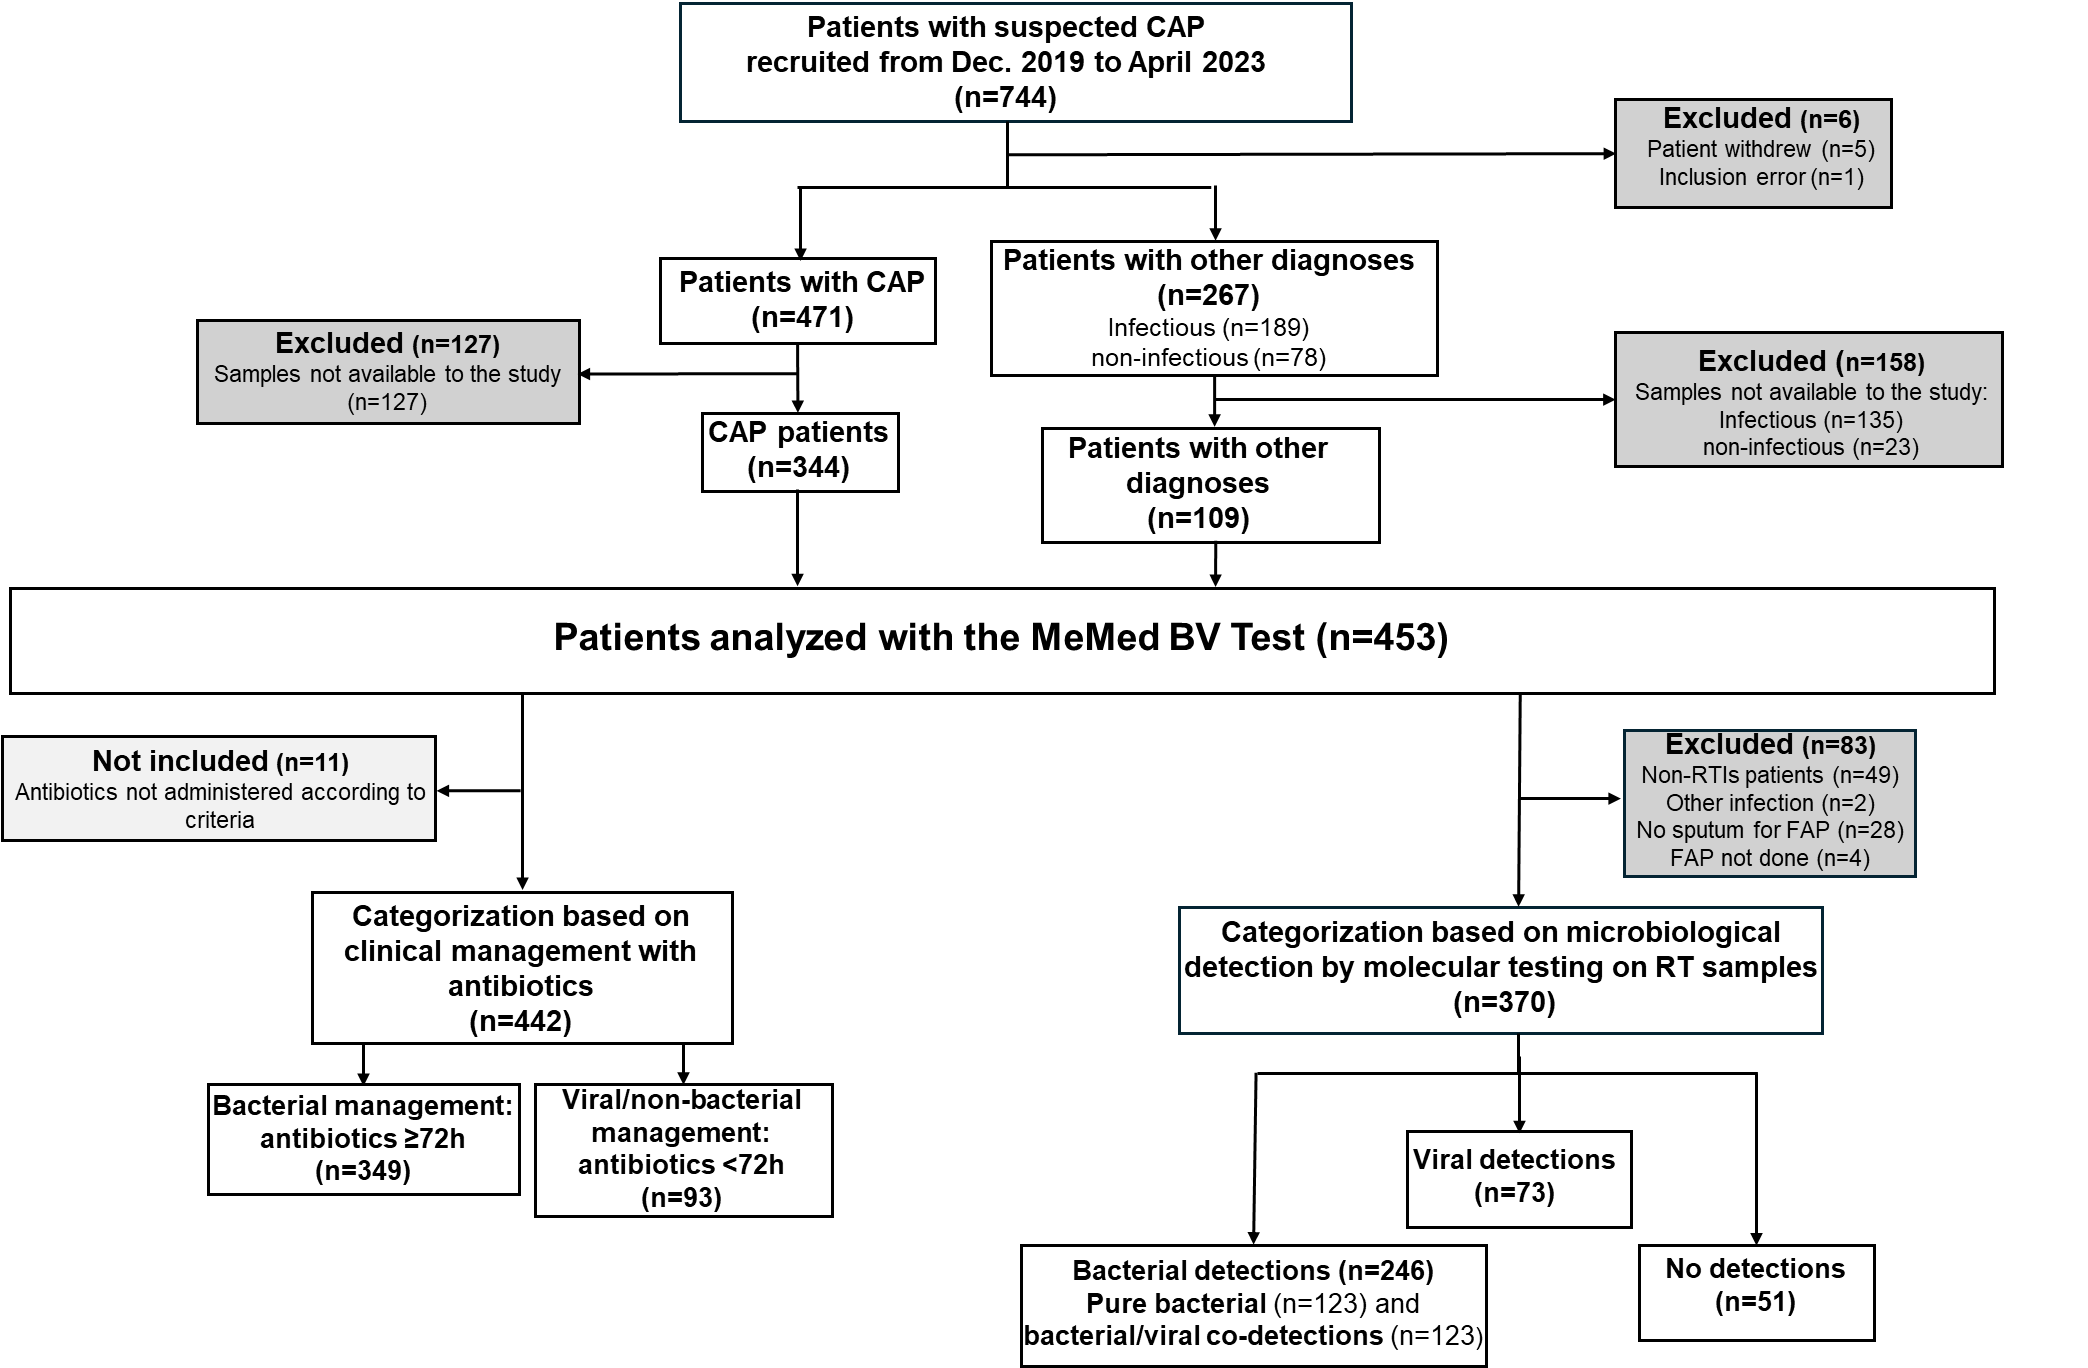 Patients with suspected CAP
recruited from Dec. 2019 to April 2023
(n=744)
Excluded (n=6)
Patient withdrew (n=5)
Inclusion error (n=1)
Patients with CAP
(n=471)
Patients with other diagnoses
(n=267)
Infectious (n=189)
non-infectious (n=78)
Excluded (n=127)
Samples not available to the study
(n=127)
Excluded (n=158)
Samples not available to the study:
Infectious (n=135)
non-infectious (n=23)
CAP patients
(n=344)
Patients with other
diagnoses
(n=109)
Patients analyzed with the MeMed BV Test (n=453)
Not included (n=11)
Antibiotics not administered according to
criteria
Excluded (n=83)
Non-RTIs patients (n=49)
Other infection (n=2)
No sputum for FAP (n=28)
FAP not done (n=4)
Categorization based on
clinical management with
antibiotics
(n=442)
Categorization based on microbiological
detection by molecular testing on RT samples
(n=370)
Bacterial management:
antibiotics ≥72h
(n=349)
Viral/non-bacterial
management:
antibiotics <72h
(n=93)
Viral detections
(n=73)
Bacterial detections (n=246)
Pure bacterial (n=123) and
bacterial/viral co-detections (n=123)
No detections
(n=51)